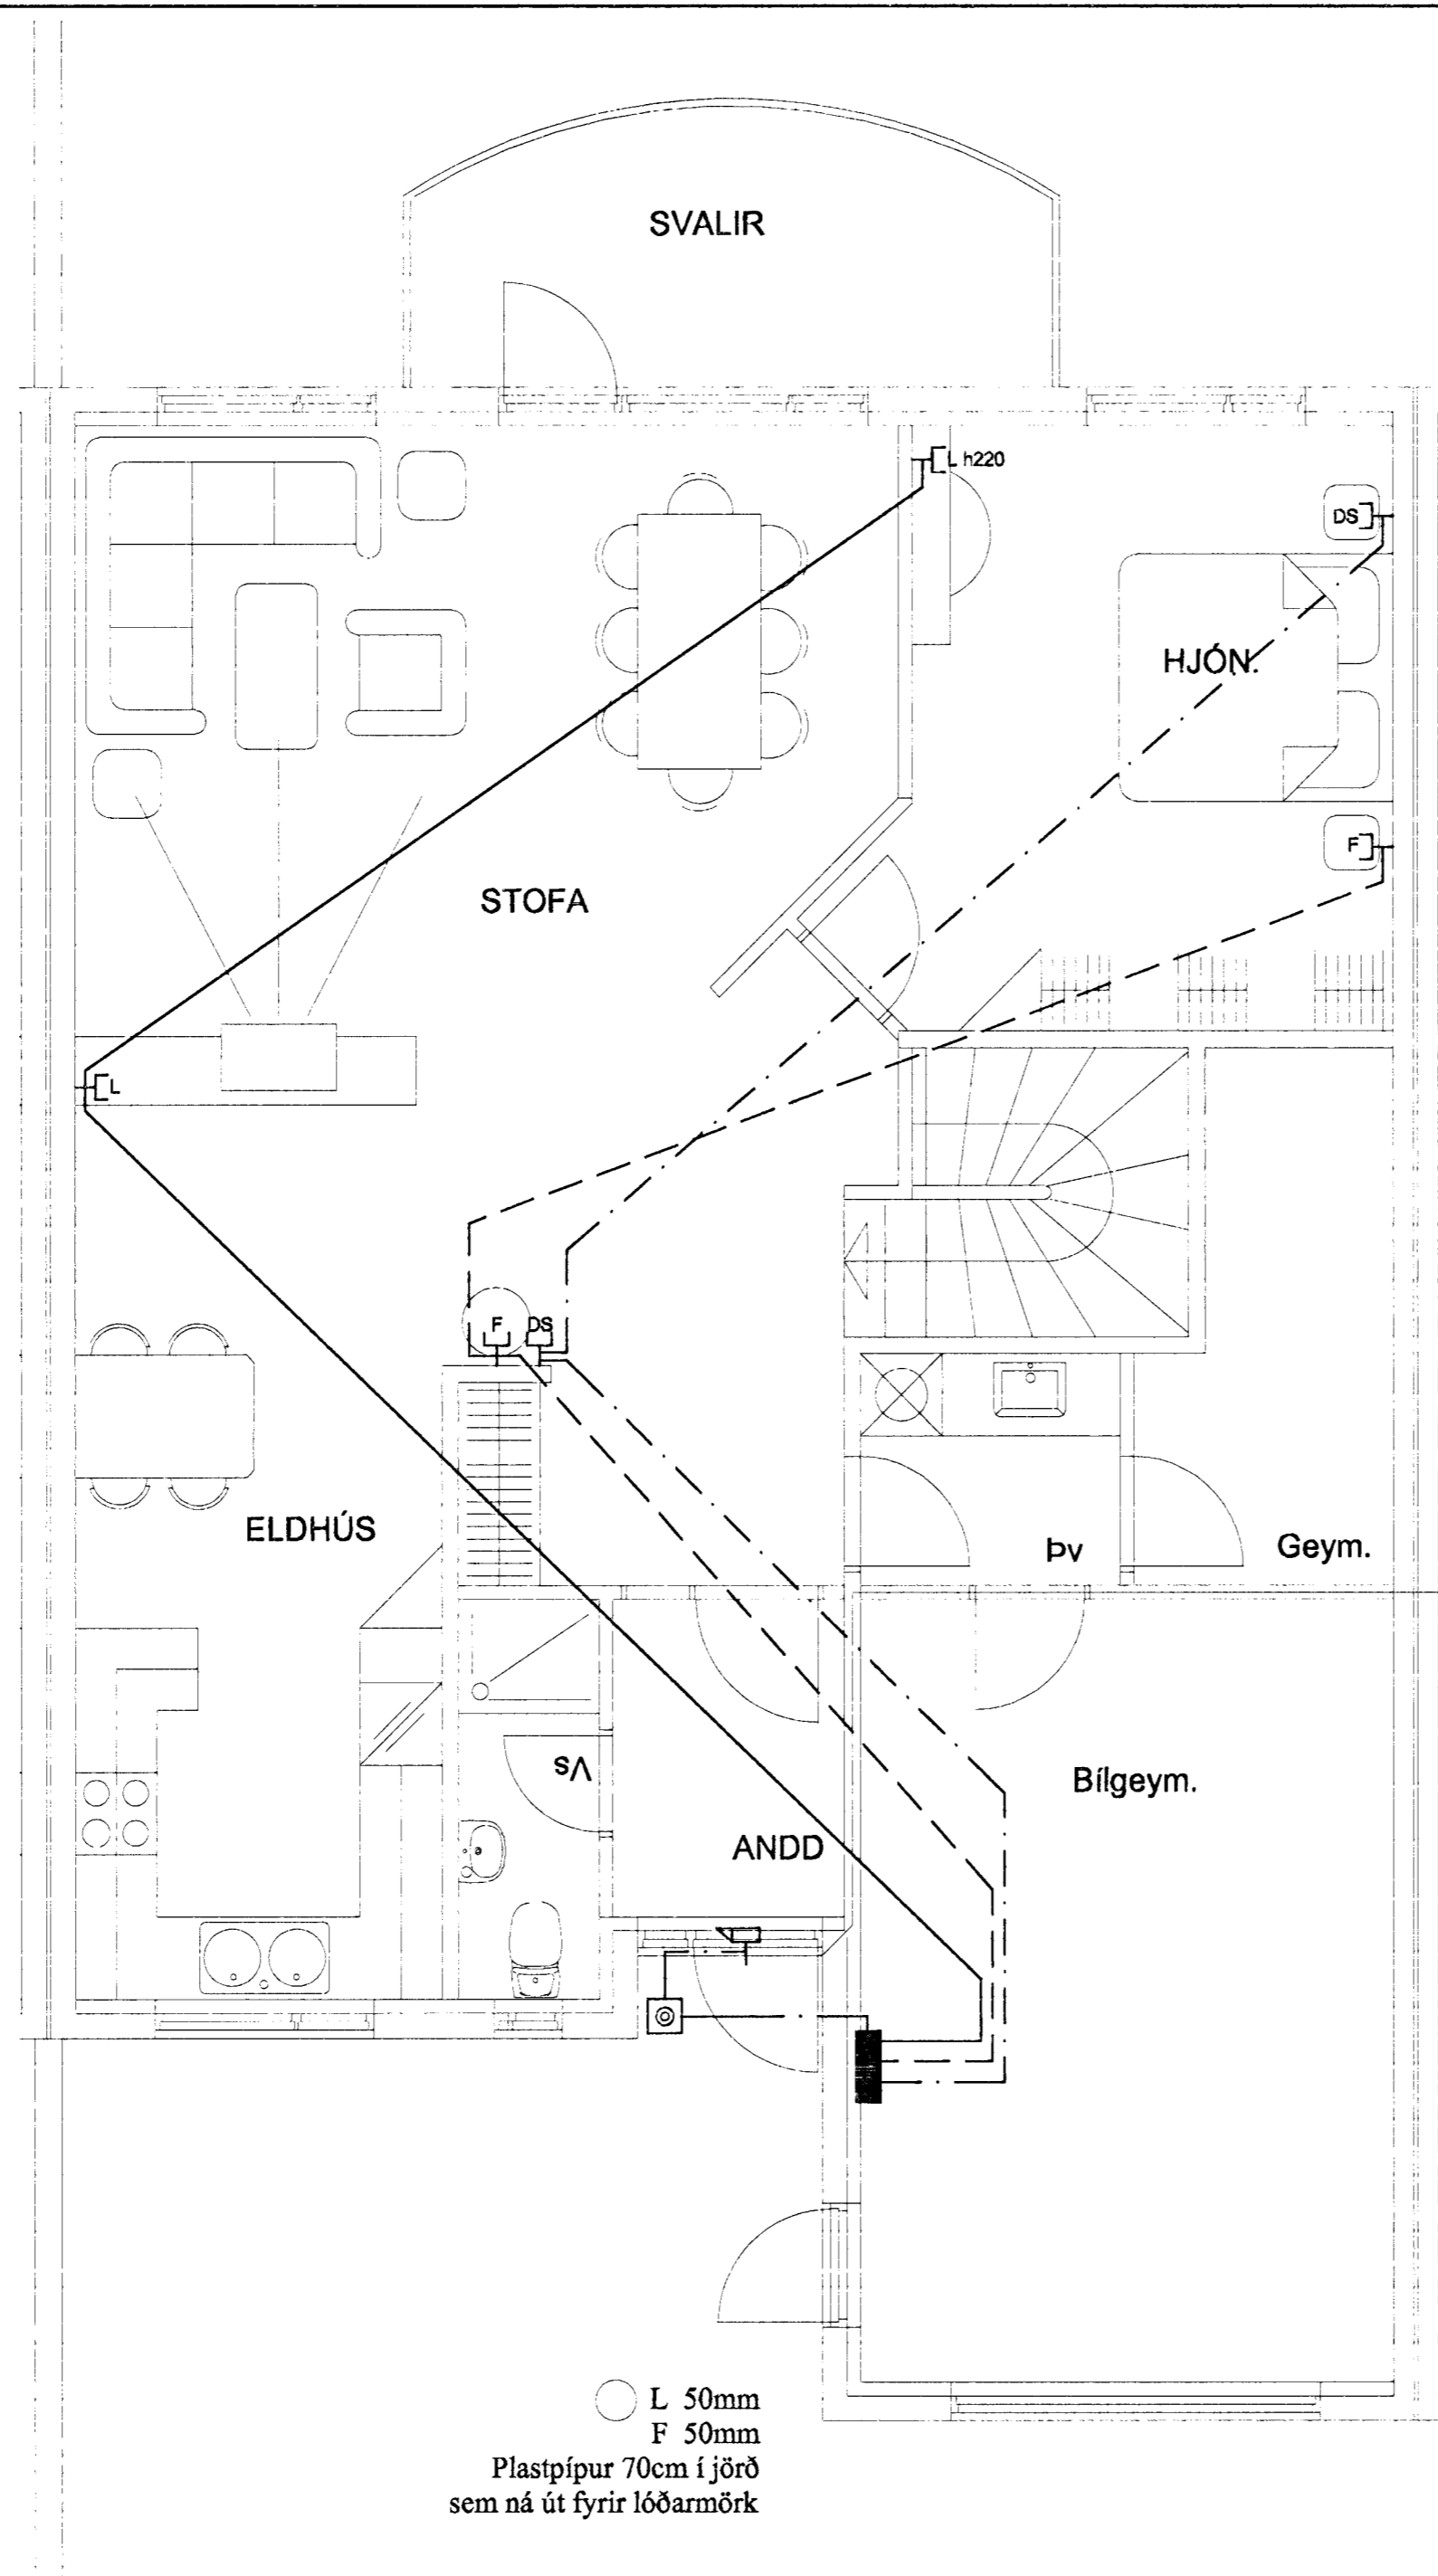 SVALIR
L h220
DS
HJÓN.
F
STOFA
L
F
DS
ELDHÚS
ÞV
Geym.
SV
Bílgeym.
ANDD
L 50mm
F 50mm
Plastpípur 70cm í jörð
sem ná út fyrir lóðarmörk